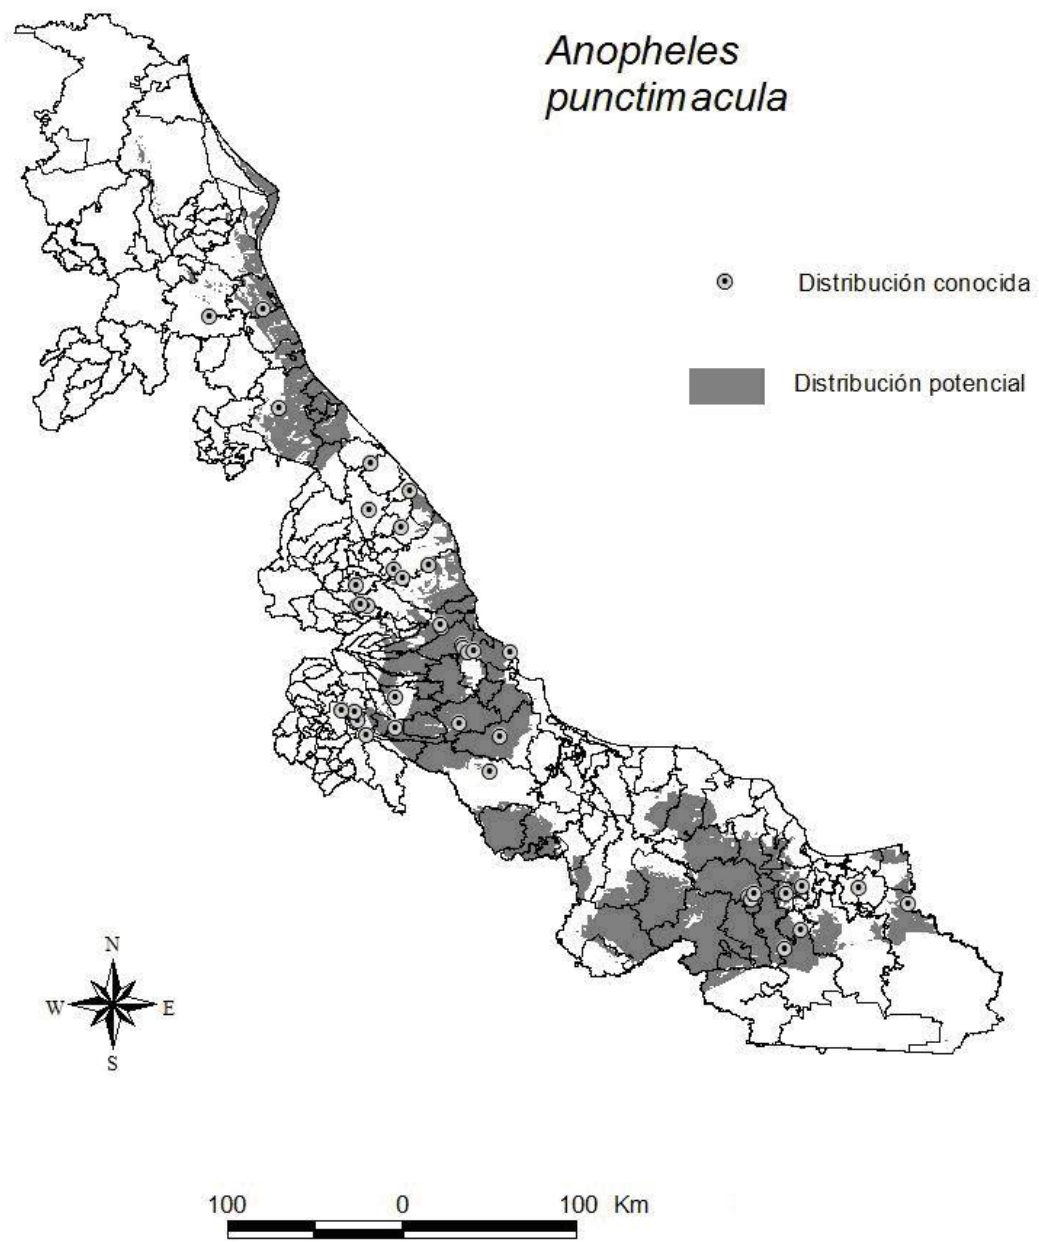 Anopheles
punctimacula
Distribución conocida
Distribución potencial
N
W E
S
100 0 100 Km